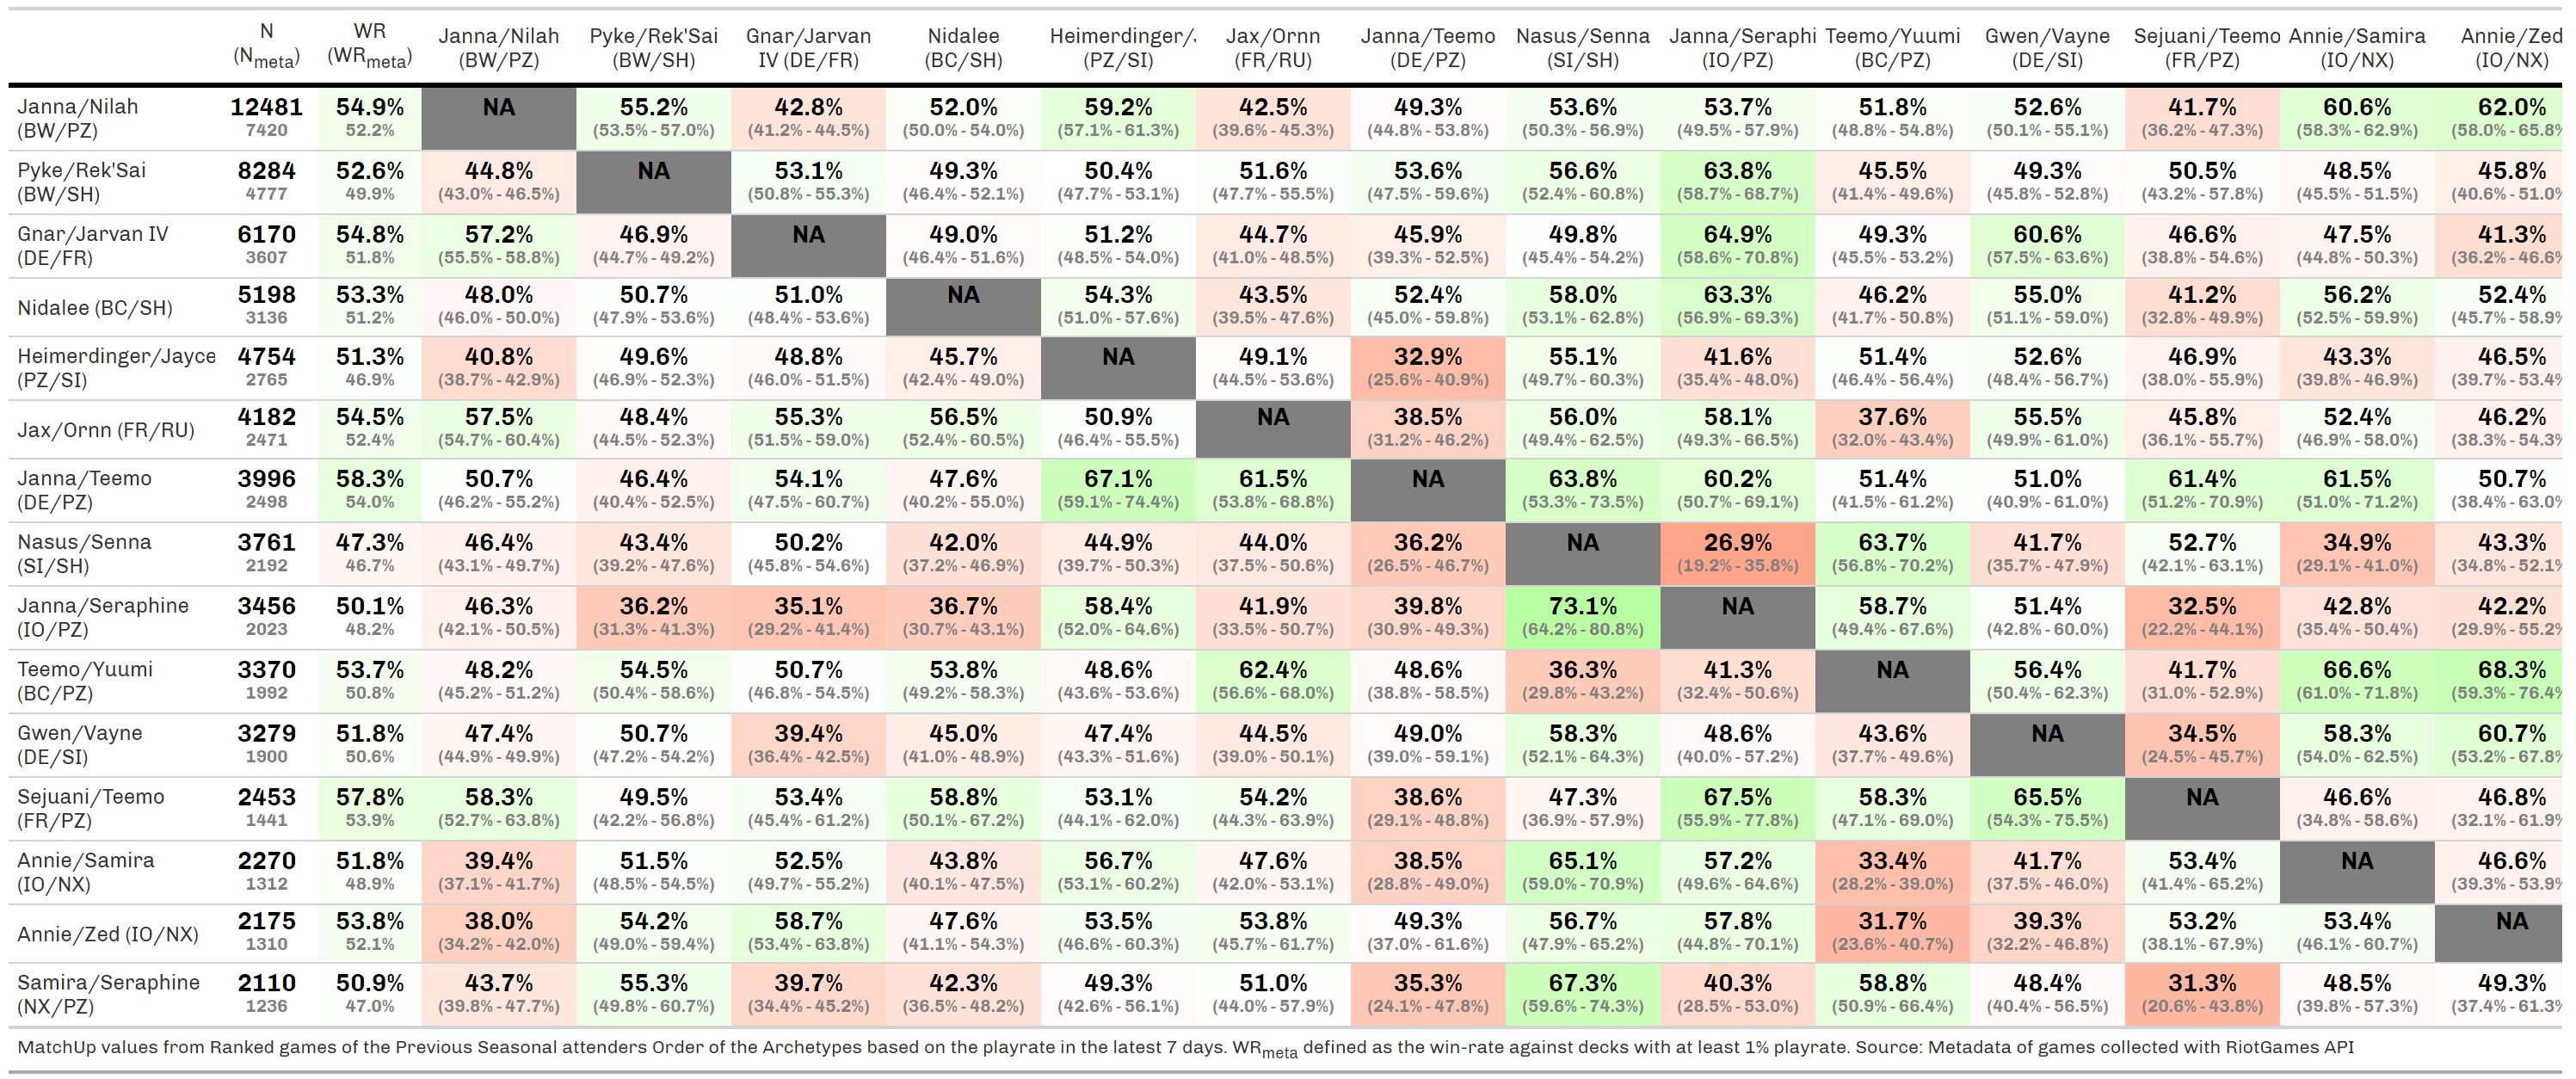 N WR Janna/Nilah Pyke/Rek'Sai Gnar/Jarvan Nidalee Heimerdinger/J Jax/Ornn Janna/Teemo Nasus/Senna Janna/Seraphi Teemo/Yuumi Gwen/Vayne Sejuani/Teemo Annie/Samira Annie/Zed
(Nmeta) (WRmeta) (BW/PZ) (BW/SH) IV (DE/FR) (BC/SH) (PZ/SI) (FR/RU) (DE/PZ) (SI/SH) (IO/PZ) (BC/PZ) (DE/SI) (FR/PZ) (IO/NX) (IO/NX)
Janna/Nilah 12481 54.9% NA 55.2% 42.8% 52.0% 59.2% 42.5% 49.3% 53.6% 53.7% 51.8% 52.6% 41.7% 60.6% 62.0%
(BW/PZ) 7420 52.2% (53.5% - 57.0%) (41.2% - 44.5%) (50.0% - 54.0%) (57.1% - 61.3%) (39.6% - 45.3%) (44.8% - 53.8%) (50.3% - 56.9%) (49.5% - 57.9%) (48.8% - 54.8%) (50.1% - 55.1%) (36.2% - 47.3%) (58.3% - 62.9%) (58.0% - 65.8%
Pyke/Rek'Sai 8284 52.6% 44.8% NA 53.1% 49.3% 50.4% 51.6% 53.6% 56.6% 63.8% 45.5% 49.3% 50.5% 48.5% 45.8%
(BW/SH) 4777 49.9% (43.0% - 46.5%) (50.8% - 55.3%) (46.4% - 52.1%) (47.7% - 53.1%) (47.7% - 55.5%) (47.5% - 59.6%) (52.4% - 60.8%) (58.7% - 68.7%) (41.4% - 49.6%) (45.8% - 52.8%) (43.2% - 57.8%) (45.5% - 51.5%) (40.6% - 51.0%
Gnar/Jarvan IV 6170 54.8% 57.2% 46.9% NA 49.0% 51.2% 44.7% 45.9% 49.8% 64.9% 49.3% 60.6% 46.6% 47.5% 41.3%
(DE/FR) 3607 51.8% (55.5% - 58.8%) (44.7% - 49.2%) (46.4% - 51.6%) (48.5% - 54.0%) (41.0% - 48.5%) (39.3% - 52.5%) (45.4% - 54.2%) (58.6% - 70.8%) (45.5% - 53.2%) (57.5% - 63.6%) (38.8% - 54.6%) (44.8% - 50.3%) (36.2% - 46.6%
Nidalee (BC/SH) 5198 53.3% 48.0% 50.7% 51.0% NA 54.3% 43.5% 52.4% 58.0% 63.3% 46.2% 55.0% 41.2% 56.2% 52.4%
3136 51.2% (46.0% - 50.0%) (47.9% - 53.6%) (48.4% - 53.6%) (51.0% - 57.6%) (39.5% - 47.6%) (45.0% - 59.8%) (53.1% - 62.8%) (56.9% - 69.3%) (41.7% - 50.8%) (51.1% - 59.0%) (32.8% - 49.9%) (52.5% - 59.9%) (45.7% - 58.9%
Heimerdinger/Jayce 4754 51.3% 40.8% 49.6% 48.8% 45.7% NA 49.1% 32.9% 55.1% 41.6% 51.4% 52.6% 46.9% 43.3% 46.5%
(PZ/SI) 2765 46.9% (38.7% - 42.9%) (46.9% - 52.3%) (46.0% - 51.5%) (42.4% - 49.0%) (44.5% - 53.6%) (25.6% - 40.9%) (49.7% - 60.3%) (35.4% - 48.0%) (46.4% - 56.4%) (48.4% - 56.7%) (38.0% - 55.9%) (39.8% - 46.9%) (39.7% - 53.4%
Jax/Ornn (FR/RU) 4182 54.5% 57.5% 48.4% 55.3% 56.5% 50.9% NA 38.5% 56.0% 58.1% 37.6% 55.5% 45.8% 52.4% 46.2%
2471 52.4% (54.7% - 60.4%) (44.5% - 52.3%) (51.5% - 59.0%) (52.4% - 60.5%) (46.4% - 55.5%) (31.2% - 46.2%) (49.4% - 62.5%) (49.3% - 66.5%) (32.0% - 43.4%) (49.9% - 61.0%) (36.1% - 55.7%) (46.9% - 58.0%) (38.3% - 54.3%
Janna/Teemo 3996 58.3% 50.7% 46.4% 54.1% 47.6% 67.1% 61.5% NA 63.8% 60.2% 51.4% 51.0% 61.4% 61.5% 50.7%
(DE/PZ) 2498 54.0% (46.2% - 55.2%) (40.4% - 52.5%) (47.5% - 60.7%) (40.2% - 55.0%) (59.1% - 74.4%) (53.8% - 68.8%) (53.3% - 73.5%) (50.7% - 69.1%) (41.5% - 61.2%) (40.9% - 61.0%) (51.2% - 70.9%) (51.0% - 71.2%) (38.4% - 63.0%
Nasus/Senna 3761 47.3% 46.4% 43.4% 50.2% 42.0% 44.9% 44.0% 36.2% NA 26.9% 63.7% 41.7% 52.7% 34.9% 43.3%
(SI/SH) 2192 46.7% (43.1% - 49.7%) (39.2% - 47.6%) (45.8% - 54.6%) (37.2% - 46.9%) (39.7% - 50.3%) (37.5% - 50.6%) (26.5% - 46.7%) (19.2% - 35.8%) (56.8% - 70.2%) (35.7% - 47.9%) (42.1% - 63.1%) (29.1% - 41.0%) (34.8% - 52.1%
Janna/Seraphine 3456 50.1% 46.3% 36.2% 35.1% 36.7% 58.4% 41.9% 39.8% 73.1% NA 58.7% 51.4% 32.5% 42.8% 42.2%
(IO/PZ) 2023 48.2% (42.1% - 50.5%) (31.3% - 41.3%) (29.2% - 41.4%) (30.7% - 43.1%) (52.0% - 64.6%) (33.5% - 50.7%) (30.9% - 49.3%) (64.2% - 80.8%) (49.4% - 67.6%) (42.8% - 60.0%) (22.2% - 44.1%) (35.4% - 50.4%) (29.9% - 55.2%
Teemo/Yuumi 3370 53.7% 48.2% 54.5% 50.7% 53.8% 48.6% 62.4% 48.6% 36.3% 41.3% NA 56.4% 41.7% 66.6% 68.3%
(BC/PZ) 1992 50.8% (45.2% - 51.2%) (50.4% - 58.6%) (46.8% - 54.5%) (49.2% - 58.3%) (43.6% - 53.6%) (56.6% - 68.0%) (38.8% - 58.5%) (29.8% - 43.2%) (32.4% - 50.6%) (50.4% - 62.3%) (31.0% - 52.9%) (61.0% - 71.8%) (59.3% - 76.4%
Gwen/Vayne 3279 51.8% 47.4% 50.7% 39.4% 45.0% 47.4% 44.5% 49.0% 58.3% 48.6% 43.6% NA 34.5% 58.3% 60.7%
(DE/SI) 1900 50.6% (44.9% - 49.9%) (47.2% - 54.2%) (36.4% - 42.5%) (41.0% - 48.9%) (43.3% - 51.6%) (39.0% - 50.1%) (39.0% - 59.1%) (52.1% - 64.3%) (40.0% - 57.2%) (37.7% - 49.6%) (24.5% - 45.7%) (54.0% - 62.5%) (53.2% - 67.8%
Sejuani/Teemo 2453 57.8% 58.3% 49.5% 53.4% 58.8% 53.1% 54.2% 38.6% 47.3% 67.5% 58.3% 65.5% NA 46.6% 46.8%
(FR/PZ) 1441 53.9% (52.7% - 63.8%) (42.2% - 56.8%) (45.4% - 61.2%) (50.1% - 67.2%) (44.1% - 62.0%) (44.3% - 63.9%) (29.1% - 48.8%) (36.9% - 57.9%) (55.9% - 77.8%) (47.1% - 69.0%) (54.3% - 75.5%) (34.8% - 58.6%) (32.1% - 61.9%
Annie/Samira 2270 51.8% 39.4% 51.5% 52.5% 43.8% 56.7% 47.6% 38.5% 65.1% 57.2% 33.4% 41.7% 53.4% NA 46.6%
(IO/NX) 1312 48.9% (37.1% - 41.7%) (48.5% - 54.5%) (49.7% - 55.2%) (40.1% - 47.5%) (53.1% - 60.2%) (42.0% - 53.1%) (28.8% - 49.0%) (59.0% - 70.9%) (49.6% - 64.6%) (28.2% - 39.0%) (37.5% - 46.0%) (41.4% - 65.2%) (39.3% - 53.9%
Annie/Zed (IO/NX) 2175 53.8% 38.0% 54.2% 58.7% 47.6% 53.5% 53.8% 49.3% 56.7% 57.8% 31.7% 39.3% 53.2% 53.4% NA
1310 52.1% (34.2% - 42.0%) (49.0% - 59.4%) (53.4% - 63.8%) (41.1% - 54.3%) (46.6% - 60.3%) (45.7% - 61.7%) (37.0% - 61.6%) (47.9% - 65.2%) (44.8% - 70.1%) (23.6% - 40.7%) (32.2% - 46.8%) (38.1% - 67.9%) (46.1% - 60.7%)
Samira/Seraphine 2110 50.9% 43.7% 55.3% 39.7% 42.3% 49.3% 51.0% 35.3% 67.3% 40.3% 58.8% 48.4% 31.3% 48.5% 49.3%
(NX/PZ) 1236 47.0% (39.8% - 47.7%) (49.8% - 60.7%) (34.4% - 45.2%) (36.5% - 48.2%) (42.6% - 56.1%) (44.0% - 57.9%) (24.1% - 47.8%) (59.6% - 74.3%) (28.5% - 53.0%) (50.9% - 66.4%) (40.4% - 56.5%) (20.6% - 43.8%) (39.8% - 57.3%) (37.4% - 61.3%
MatchUp values from Ranked games of the Previous Seasonal attenders Order of the Archetypes based on the playrate in the latest 7 days. WRmeta defined as the win-rate against decks with at least 1% playrate. Source: Metadata of games collected with RiotGames API